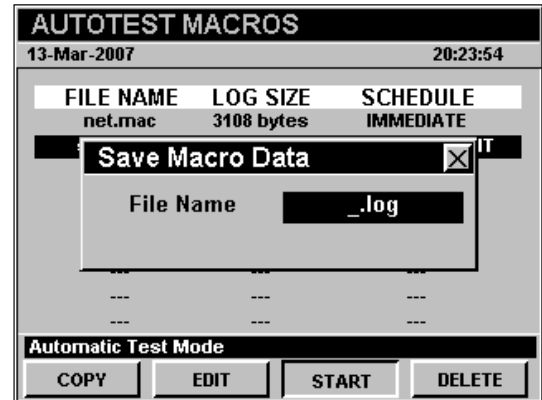 AUTOTEST MACROS
13-Mar-2007 20:23:54
FILE NAME LOG SIZE SCHEDULE
net.mac 3108 bytes IMMEDIATE
Save Macro Data
File Name _.log
--- --- ---
--- --- ---
--- --- ---
Automatic Test Mode
COPY EDIT START DELETE